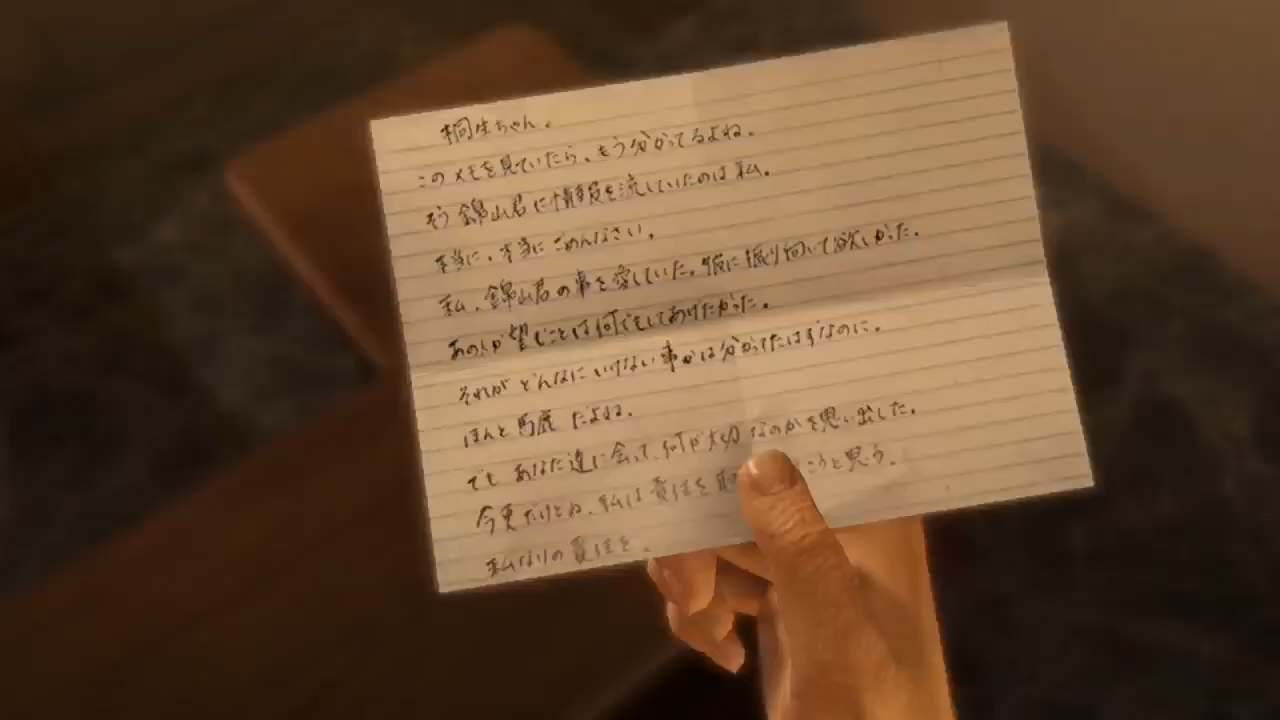 桐生ちゃん。
このメモを見ていたら、もう分かってるよね。
そう 錦山君に情報を流していたのは私。
本当に、本当に ごめんなさい。
私、錦山君の事を愛していた。彼に振り向いて欲しかった。
あの人が望むことは何でもしてあげたかった。
それが どんなに いけない事かは分かってたはずなのに。
ほんと馬鹿 だよね。
でも あなた達に会って、何が大切なのかを思い出した。
今更だけどね、私は責任を取 こうと思う。
私なりの責任を。